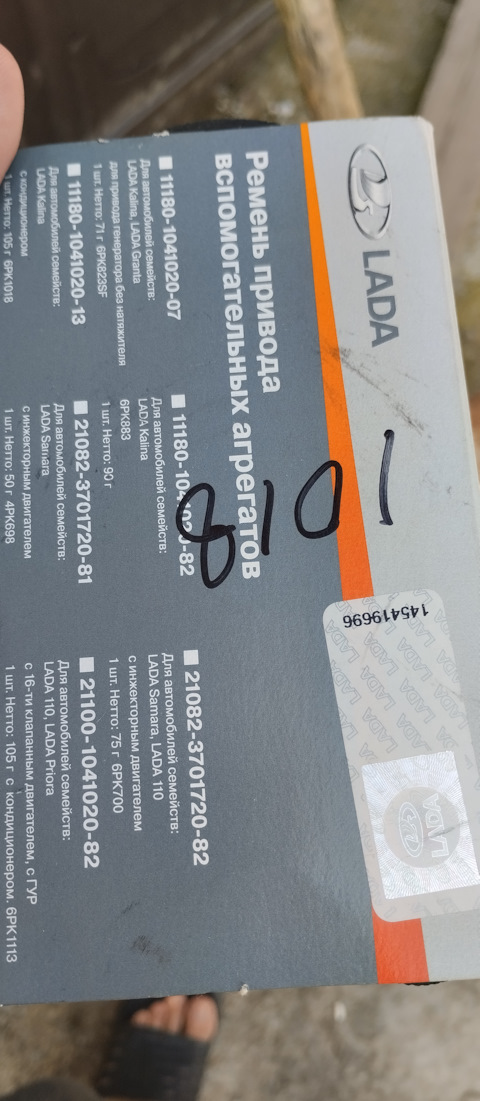 LADA
Ремень привода
вспомогательных агрегатов
1018
145419696
11180-1041020-07
Для автомобилей семейств:
LADA Kalina, LADA Granta
для привода генератора без натяжителя
1 шт. Нетто: 71 г 6PK823SF
11180-1041020-13
Для автомобилей семейств:
LADA Kalina
с кондиционером
1 шт. Нетто: 105 г 6PK1018
11180-1041020-82
Для автомобилей семейств:
LADA Kalina
6PK883
1 шт. Нетто: 90 г
21082-3701720-81
Для автомобилей семейств:
LADA Samara
с инжекторным двигателем
1 шт. Нетто: 50 г 4PK698
21082-3701720-82
Для автомобилей семейств:
LADA Samara, LADA 110
с инжекторным двигателем
1 шт. Нетто: 75 г 6PK700
21100-1041020-82
Для автомобилей семейств:
LADA 110, LADA Priora
с 16-ти клапанным двигателем, с ГУР
1 шт. Нетто: 105 г с кондиционером. 6PK1113
LADA